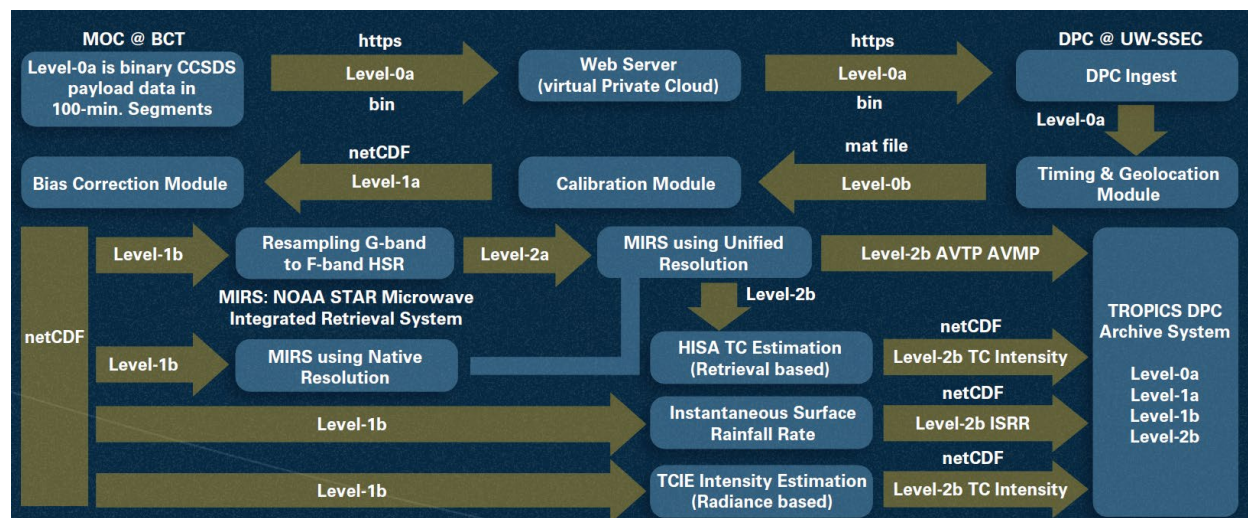 MOC @ BCT
Level-0a is binary CCSDS
payload data in
100-min. Segments
https
Level-0a
bin
Web Server
(virtual Private Cloud)
https
Level-0a
bin
DPC @ UW-SSEC
DPC Ingest
Level-0a
Timing & Geolocation
Module
mat file
Level-0b
Calibration Module
netCDF
Level-1a
Bias Correction Module
netCDF
Level-1b
Resampling G-band
to F-band HSR
Level-2a
MIRS using Unified
Resolution
Level-2b AVTP AVMP
MIRS: NOAA STAR Microwave
Integrated Retrieval System
Level-2b
Level-1b
MIRS using Native
Resolution
HISA TC Estimation
(Retrieval based)
netCDF
Level-2b TC Intensity
Level-1b
Instantaneous Surface
Rainfall Rate
netCDF
Level-2b ISRR
Level-1b
TCIE Intensity Estimation
(Radiance based)
netCDF
Level-2b TC Intensity
TROPICS DPC
Archive System
Level-0a
Level-1a
Level-1b
Level-2b